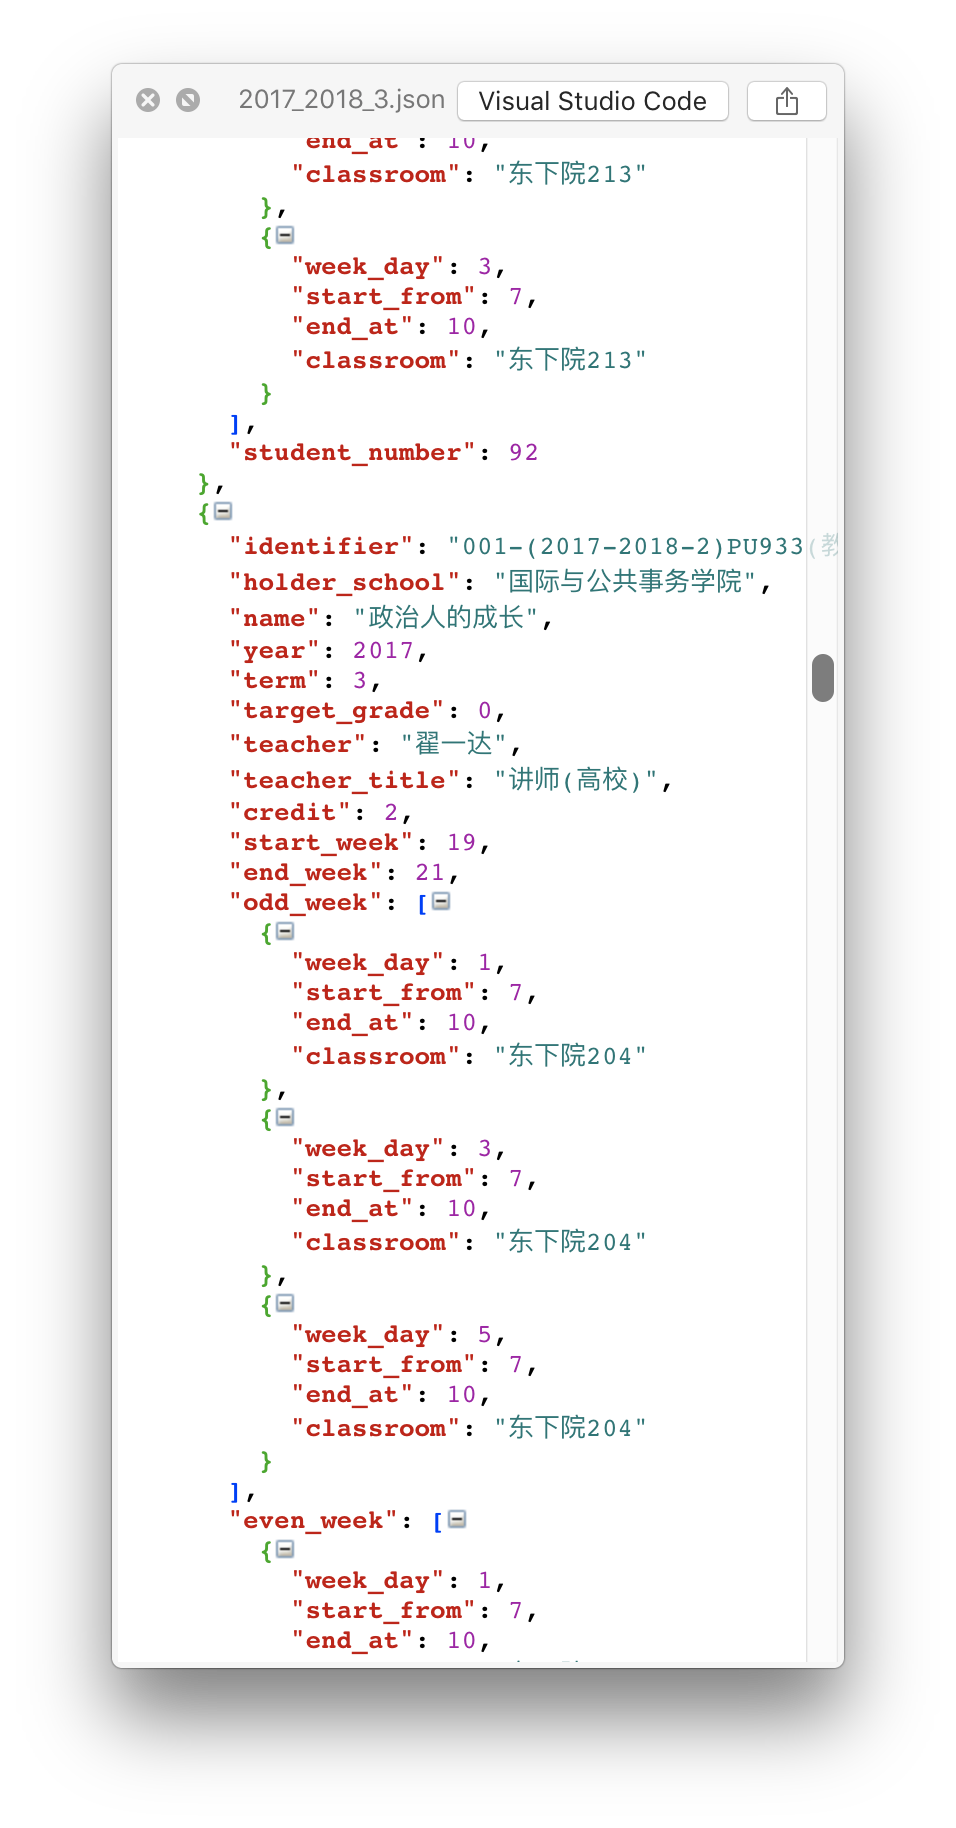 2017_2018_3.json Visual Studio Code
"end_at": 10,
"classroom": "东下院213"
},
{
"week_day": 3,
"start_from": 7,
"end_at": 10,
"classroom": "东下院213"
}
],
"student_number": 92
},
{
"identifier": "001-(2017-2018-2)PU933(教
"holder_school": "国际与公共事务学院",
"name": "政治人的成长",
"year": 2017,
"term": 3,
"target_grade": 0,
"teacher": "翟一达",
"teacher_title": "讲师(高校)",
"credit": 2,
"start_week": 19,
"end_week": 21,
"odd_week": [
{
"week_day": 1,
"start_from": 7,
"end_at": 10,
"classroom": "东下院204"
},
{
"week_day": 3,
"start_from": 7,
"end_at": 10,
"classroom": "东下院204"
},
{
"week_day": 5,
"start_from": 7,
"end_at": 10,
"classroom": "东下院204"
}
],
"even_week": [
{
"week_day": 1,
"start_from": 7,
"end_at": 10,